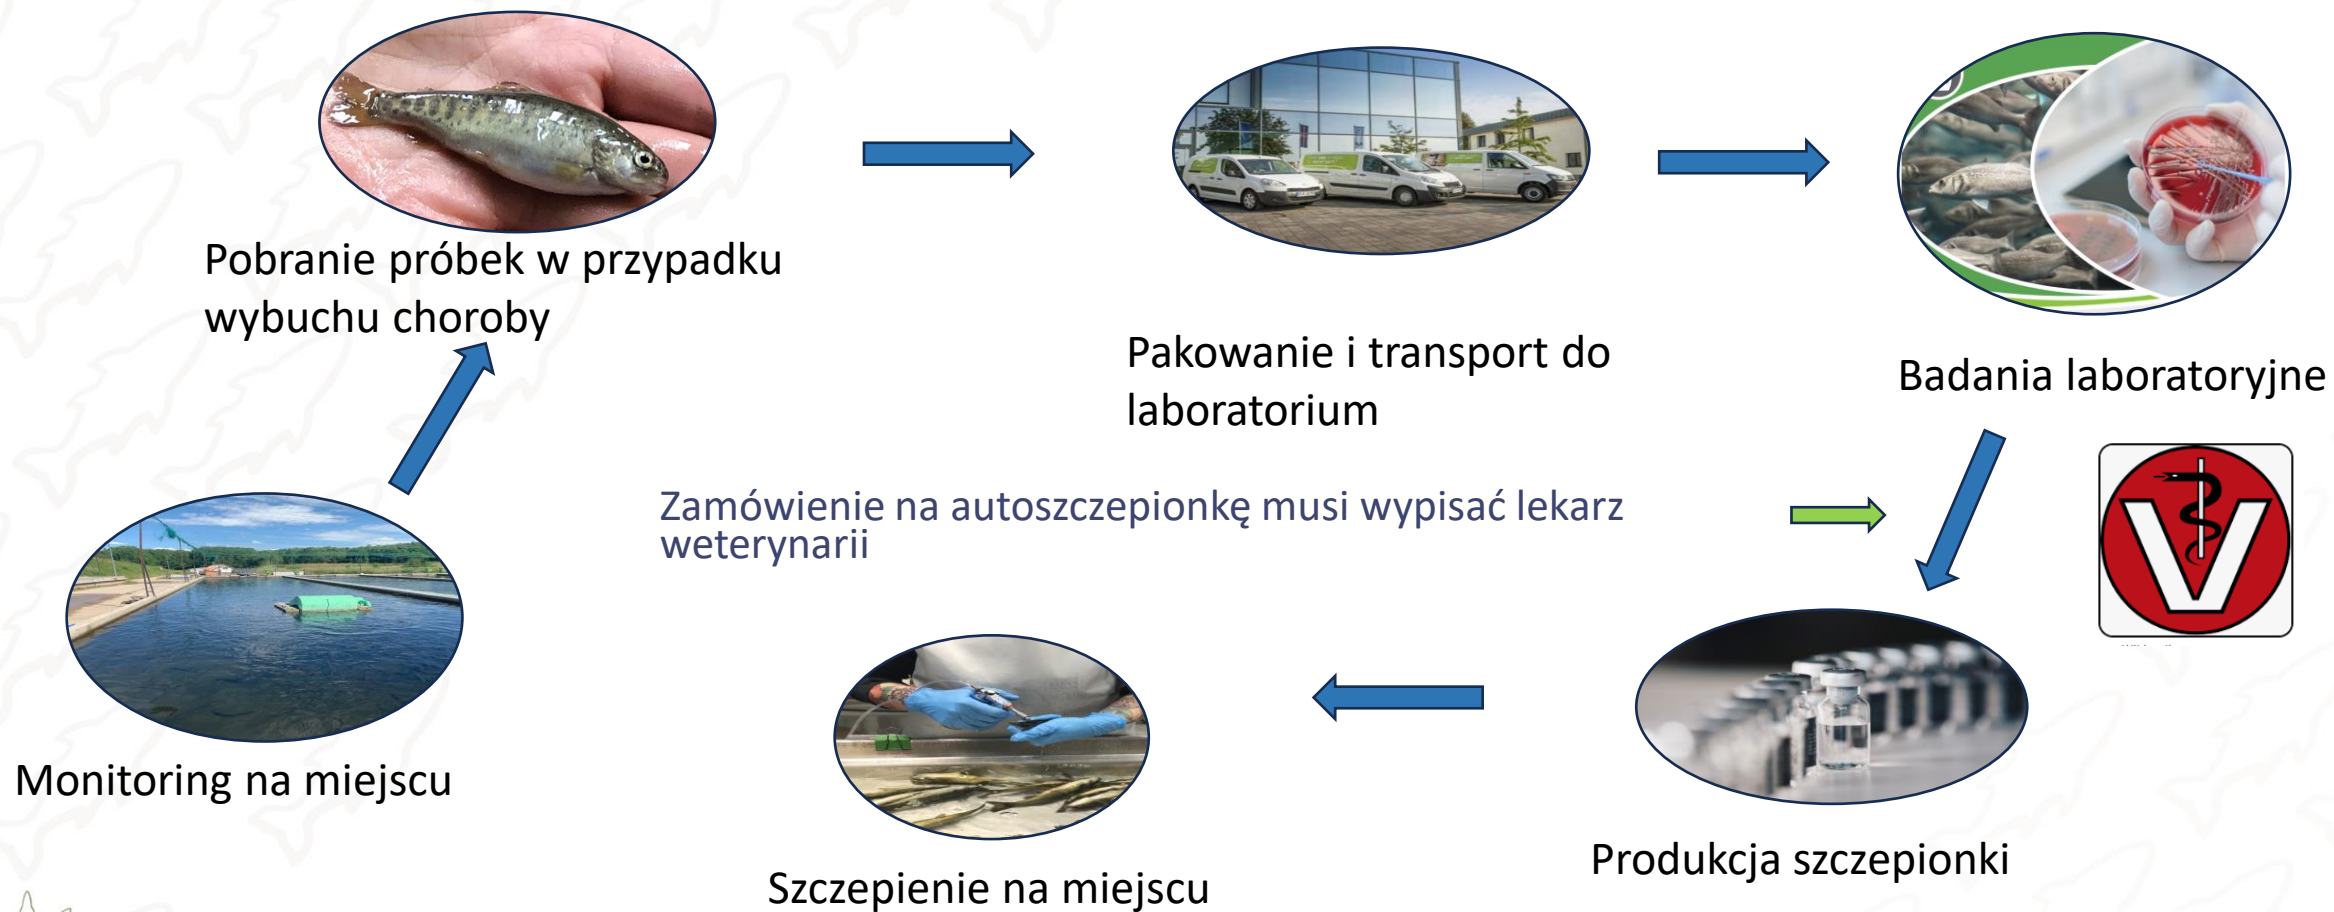 Pobranie próbek w przypadku
wybuchu choroby
Pakowanie i transport do
laboratorium
Badania laboratoryjne
Zamówienie na autoszczepionkę musi wypisać lekarz
weterynarii
Monitoring na miejscu
Szczepienie na miejscu
Produkcja szczepionki